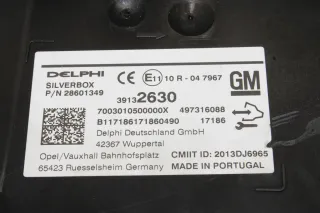 DELPHI
SILVERBOX
P/N 28601349
E11 10 R - 04 7967
GM
39132630
7003010500000X 497316088
B117186171860490 17186
Delphi Deutschland GmbH
42367 Wuppertal
Opel/Vauxhall Bahnhofsplatz
65423 Ruesselsheim Germany
CMIIT ID: 2013DJ6965
MADE IN PORTUGAL